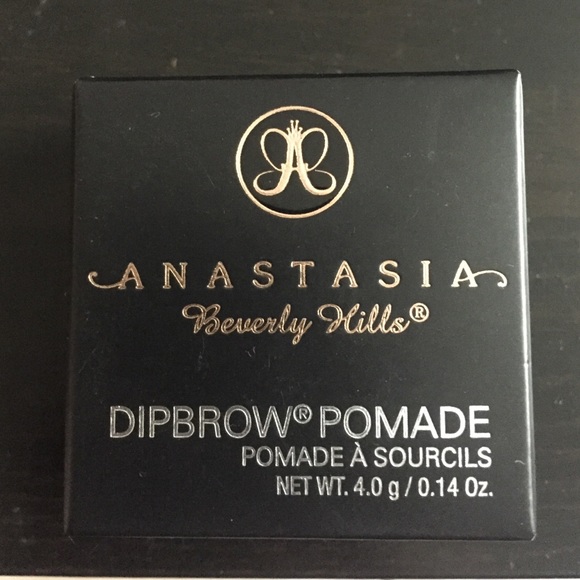 A
ANASTASIA
Beverly Hills®
DIPBROW® POMADE
POMADE À SOURCILS
NET WT. 4.0 g / 0.14 Oz.